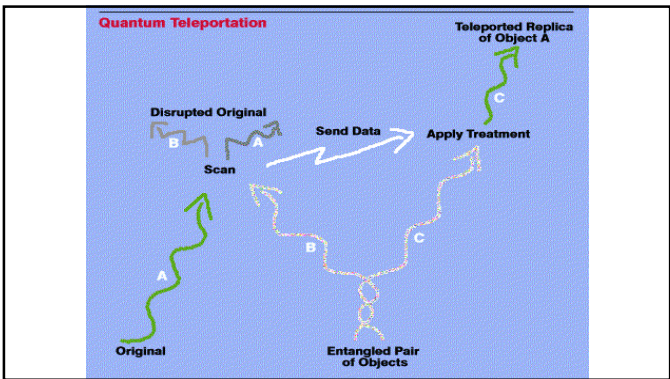 Quantum Teleportation
Teleported Replica
of Object A
C
Disrupted Original
B
A
Send Data
Apply Treatment
Scan
A
B
C
Original
Entangled Pair
of Objects